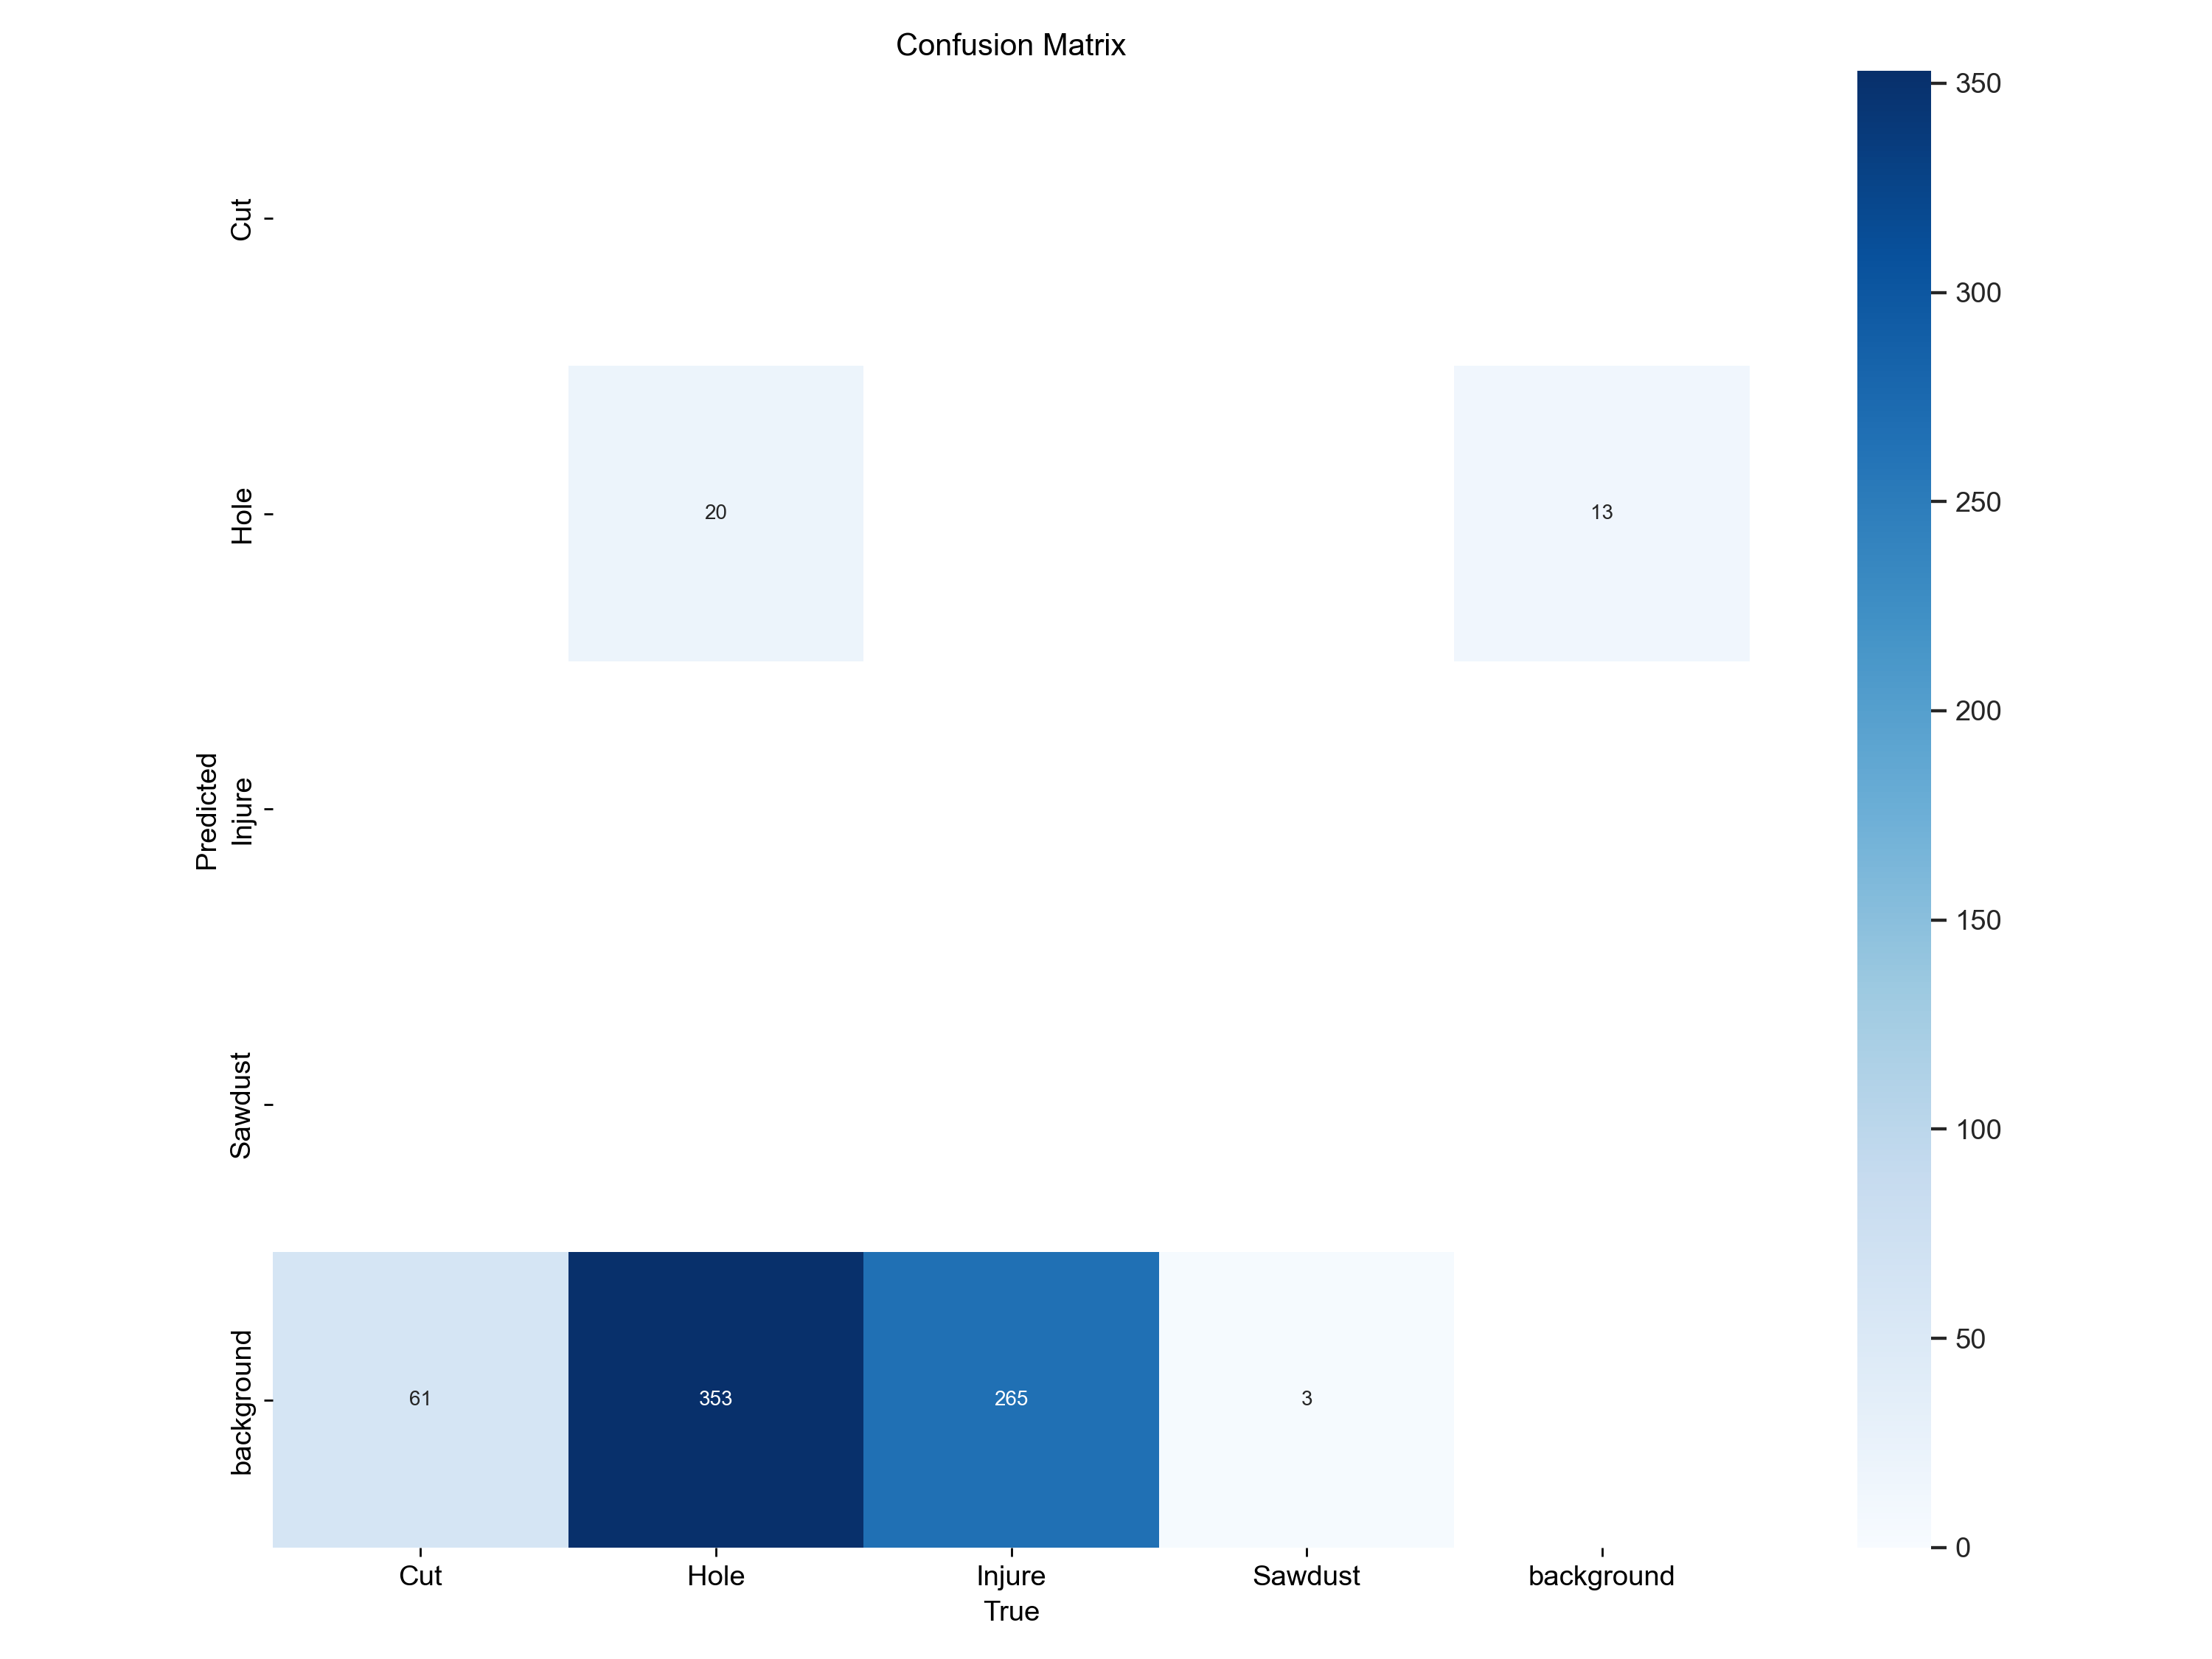 Confusion Matrix
Cut
Hole
Injure
Sawdust
background
Predicted
20
13
61
353
265
3
Cut
Hole
Injure
Sawdust
background
True
350
300
250
200
150
100
50
0